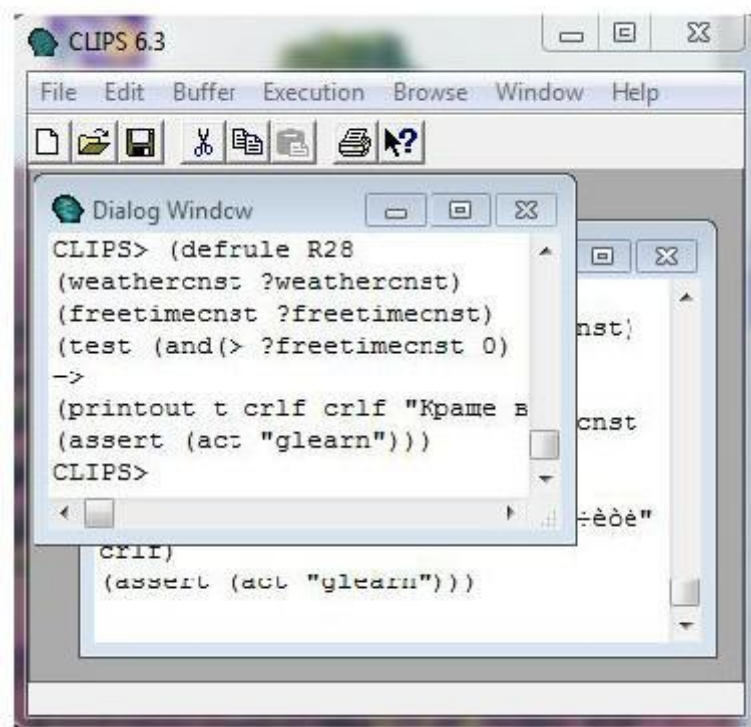 CLIPS 6.3
File Edit Buffer Execution Browse Window Help
Dialog Window
CLIPS> (defrule R28
(weathercnst ?weathercnst)
(freetimecnst ?freetimecnst)
(test (and(> ?freetimecnst 0)
=>
(printout t crlf crlf "Краще в
(assert (act "glearn")))
CLIPS>
nst)
cnst
÷èòè"
crlf)
(assert (act "glearn")))